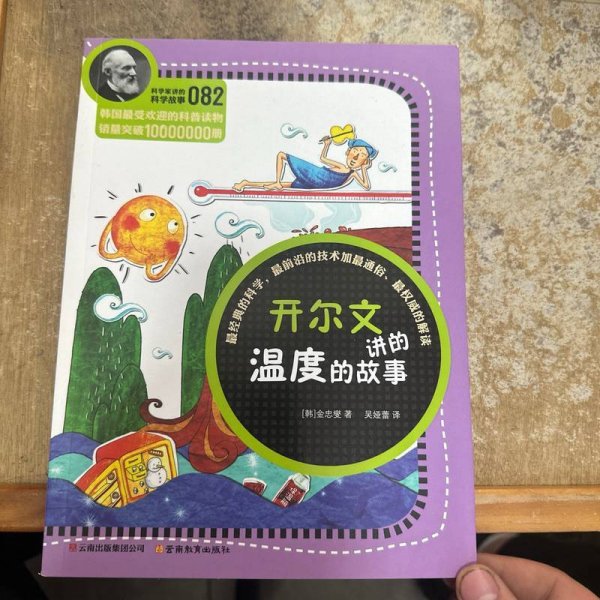 科学家讲的
科学故事 082
韩国最受欢迎的科普读物
销量突破10000000册
最经典的科学，最前沿的技术加最通俗、最权威的解读
开尔文
讲的
温度的故事
[韩]金忠燮 著 吴娅蕾 译
云南出版集团公司 云南教育出版社